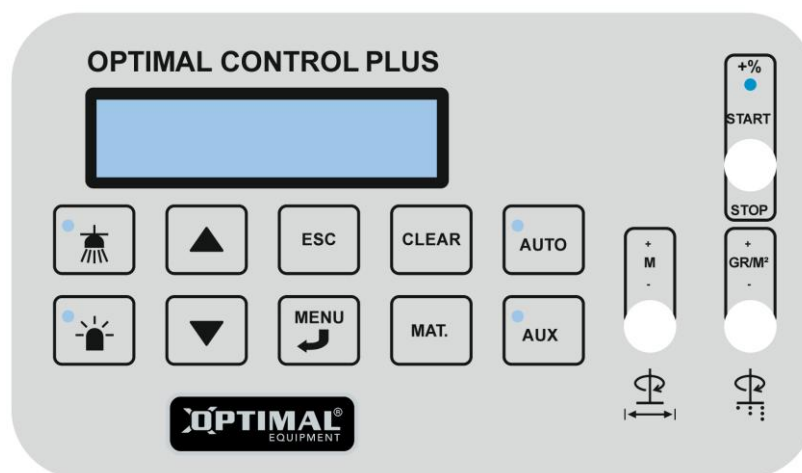 OPTIMAL CONTROL PLUS
+%
START
STOP
ESC
CLEAR
AUTO
+
M
-
+
GR/M²
-
MENU
MAT.
AUX
OPTIMAL®
EQUIPMENT